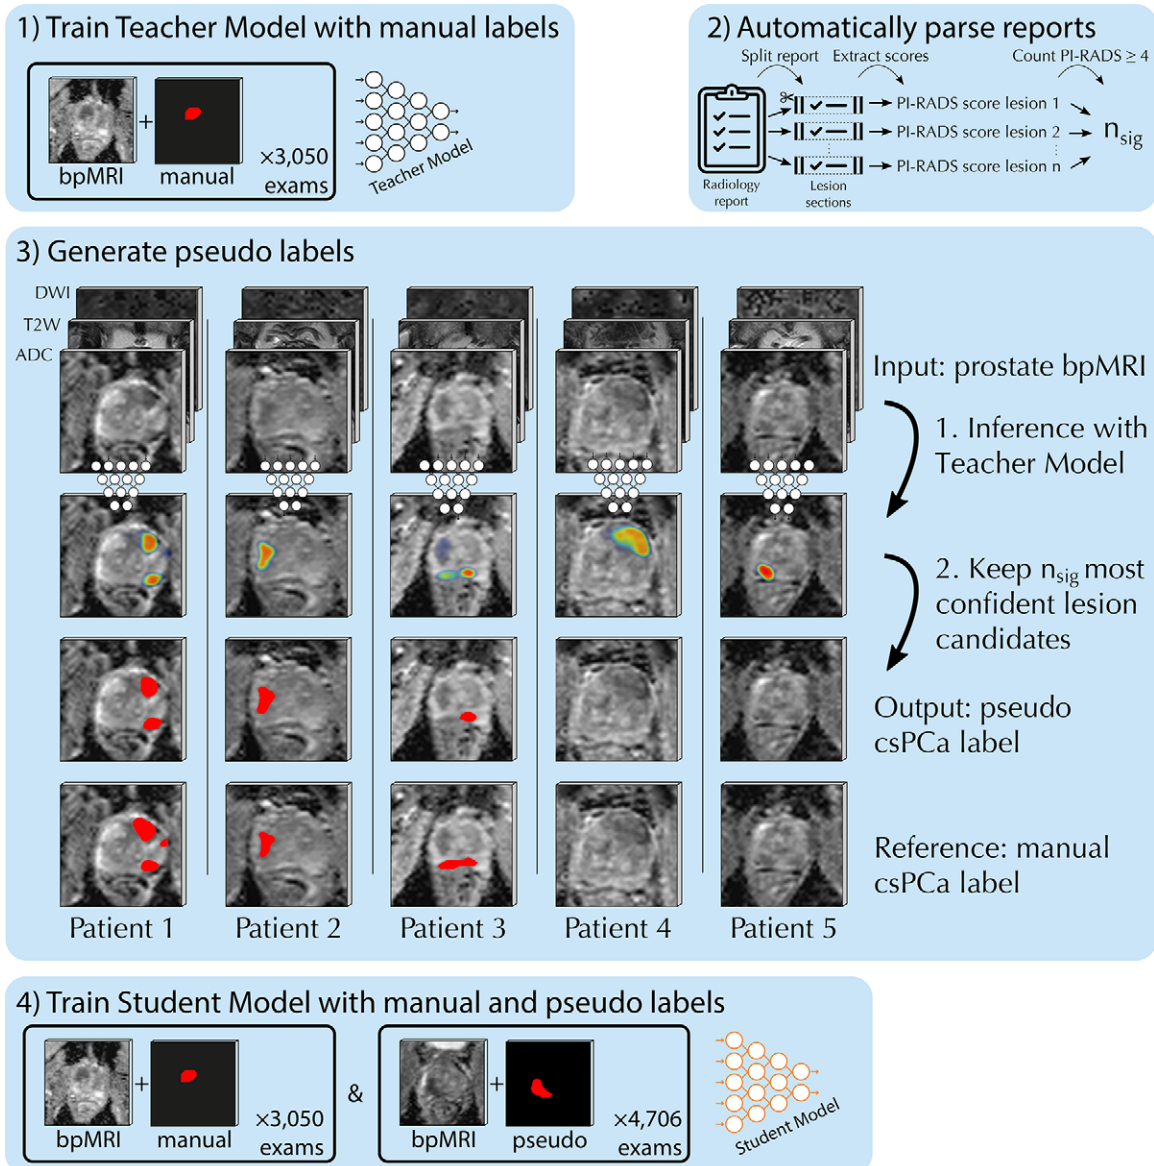 1) Train Teacher Model with manual labels
+
bpMRI
manual
×3,050
exams
Teacher Model
2) Automatically parse reports
Split report
Extract scores
Count PI-RADS ≥ 4
PI-RADS score lesion 1
PI-RADS score lesion 2
PI-RADS score lesion n
nsig
Radiology
report
Lesion
sections
3) Generate pseudo labels
DWI
T2W
ADC
Input: prostate bpMRI
1. Inference with
Teacher Model
2. Keep nsig most
confident lesion
candidates
Output: pseudo
csPCa label
Reference: manual
csPCa label
Patient 1
Patient 2
Patient 3
Patient 4
Patient 5
4) Train Student Model with manual and pseudo labels
+
bpMRI
manual
×3,050
exams
&
+
bpMRI
pseudo
×4,706
exams
Student Model